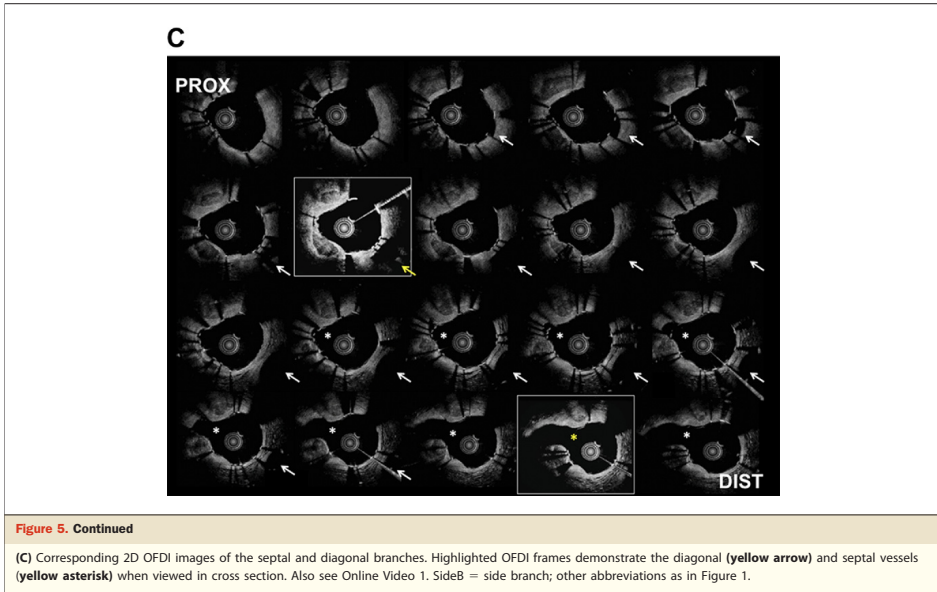 C
PROX
DIST
Figure 5. Continued
(C) Corresponding 2D OFDI images of the septal and diagonal branches. Highlighted OFDI frames demonstrate the diagonal (yellow arrow) and septal vessels
(yellow asterisk) when viewed in cross section. Also see Online Video 1. SideB = side branch; other abbreviations as in Figure 1.